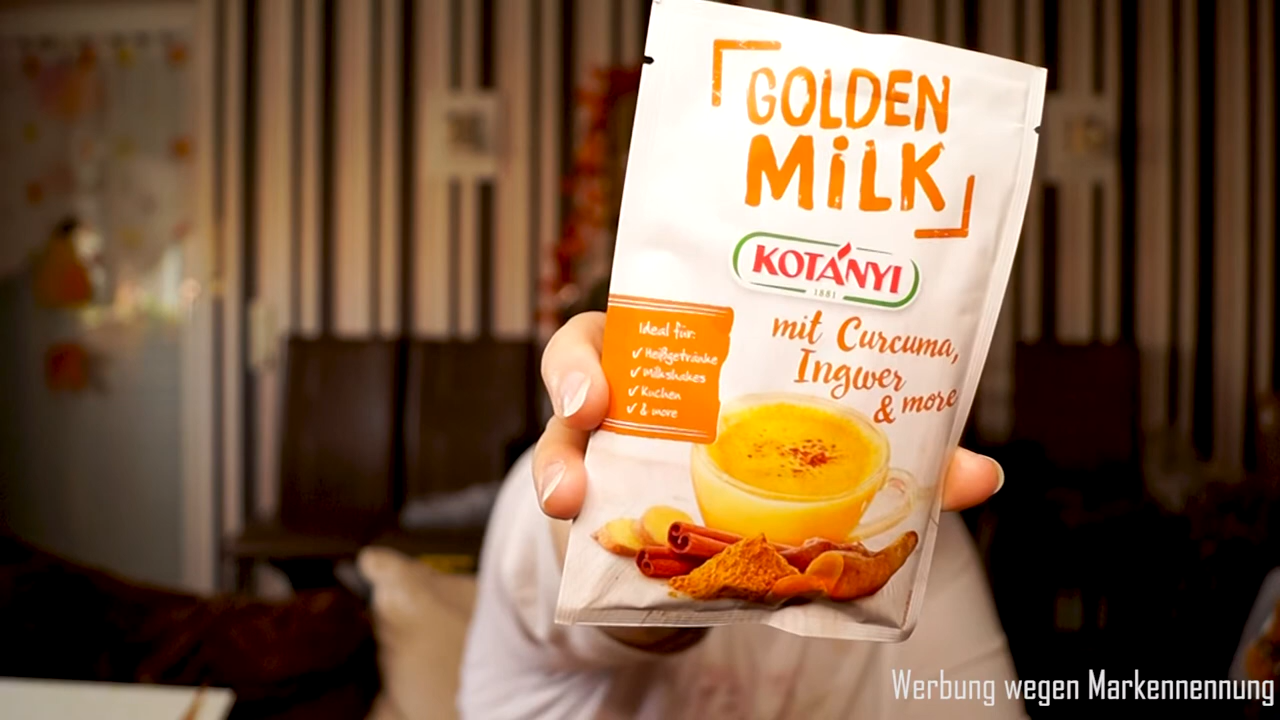 GOLDEN
MiLK
KOTÁNYI
1881
mit Curcuma,
Ingwer
& more
Ideal für:
✓ Heißgetränke
✓ Milkshakes
✓ Kuchen
✓ & more
Werbung wegen Markennennung